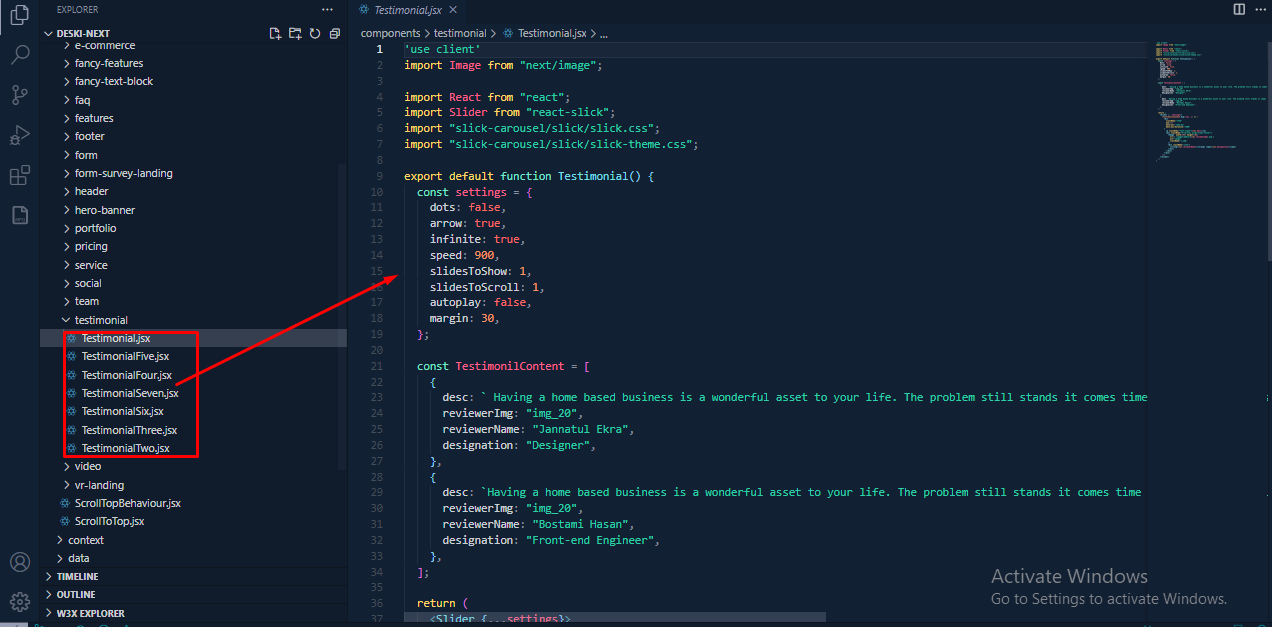 EXPLORER
DESKI-NEXT
e-commerce
fancy-features
fancy-text-block
faq
features
footer
form
form-survey-landing
header
hero-banner
portfolio
pricing
service
social
team
testimonial
Testimonial.jsx
TestimonialFive.jsx
TestimonialFour.jsx
TestimonialSeven.jsx
TestimonialSix.jsx
TestimonialThree.jsx
TestimonialTwo.jsx
video
vr-landing
ScrollTopBehaviour.jsx
ScrollToTop.jsx
context
data
TIMELINE
OUTLINE
W3X EXPLORER
Testimonial.jsx
components > testimonial > Testimonial.jsx > ...
1 'use client'
2 import Image from "next/image";
3
4 import React from "react";
5 import Slider from "react-slick";
6 import "slick-carousel/slick/slick.css";
7 import "slick-carousel/slick/slick-theme.css";
8
9 export default function Testimonial() {
10 const settings = {
11 dots: false,
12 arrow: true,
13 infinite: true,
14 speed: 900,
15 slidesToShow: 1,
16 slidesToScroll: 1,
17 autoplay: false,
18 margin: 30,
19 };
20
21 const TestimonilContent = [
22 {
23 desc: ` Having a home based business is a wonderful asset to your life. The problem still stands it comes time
24 reviewerImg: "img_20",
25 reviewerName: "Jannatul Ekra",
26 designation: "Designer",
27 },
28 {
29 desc: `Having a home based business is a wonderful asset to your life. The problem still stands it comes time
30 reviewerImg: "img_20",
31 reviewerName: "Bostami Hasan",
32 designation: "Front-end Engineer",
33 },
34 ];
35
36 return (
37 <Slider {...settings}>
Activate Windows
Go to Settings to activate Windows.